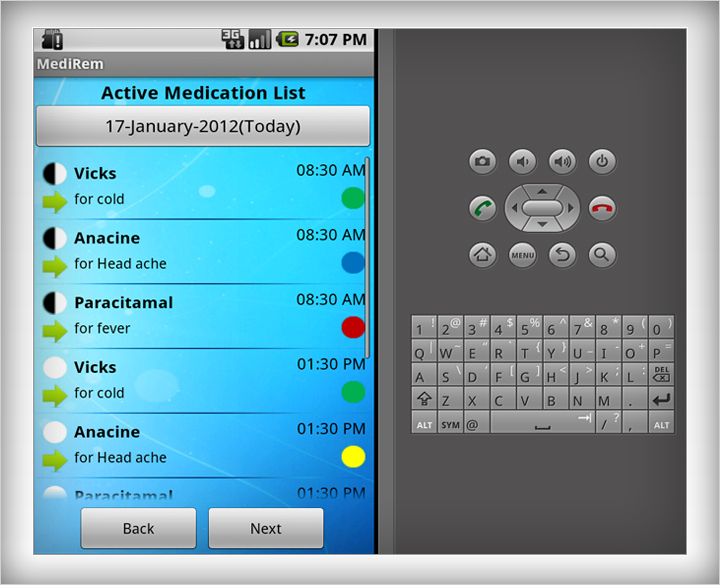 3G 7:07 PM
MediRem
Active Medication List
17-January-2012(Today)
Vicks 08:30 AM
for cold
Anacine 08:30 AM
for Head ache
Paracitamal 08:30 AM
for fever
Vicks 01:30 PM
for cold
Anacine 01:30 PM
for Head ache
Paracitamal 01:30 PM
Back Next
MENU
1 ! 2 @ 3 # 4 $ 5 % 6 ^ 7 & 8 * 9 ( 0 )
Q | W ~ E " R ` T { Y } U _ I - O + P =
A S \ D ' F [ G ] H < J > K ; L : DEL
Z X C V B N M .
ALT SYM @ / ? , ALT